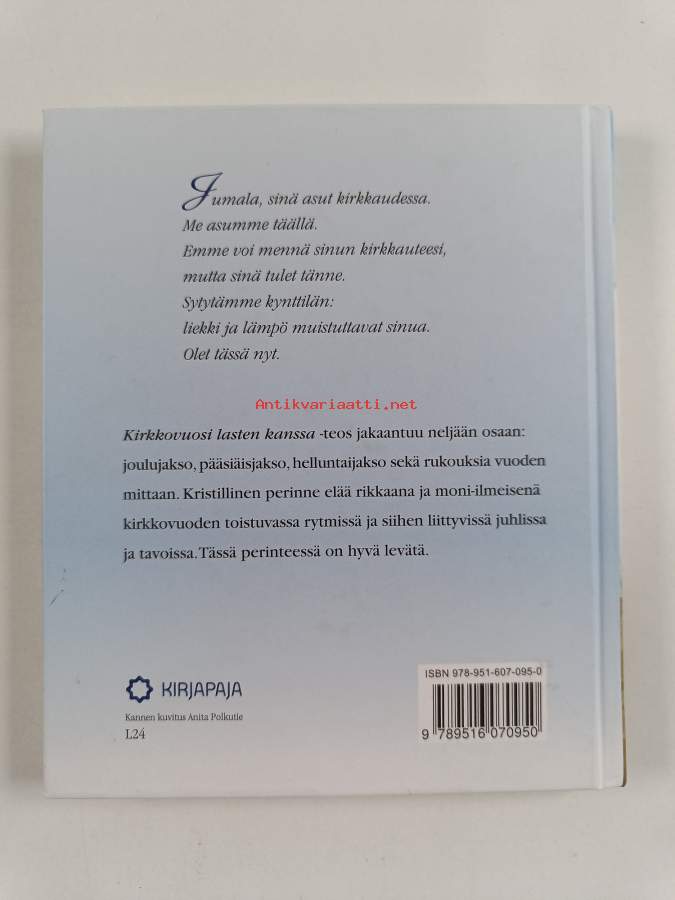 Jumala, sinä asut kirkkaudessa.
Me asumme täällä.
Emme voi mennä sinun kirkkauteesi,
mutta sinä tulet tänne.
Sytytämme kynttilän:
liekki ja lämpö muistuttavat sinua.
Olet tässä nyt.
Antikvariaatti.net
Kirkkovuosi lasten kanssa -teos jakaantuu neljään osaan:
joulujakso, pääsiäisjakso, helluntaijakso sekä rukouksia vuoden
mittaan. Kristillinen perinne elää rikkaana ja moni-ilmeisenä
kirkkovuoden toistuvassa rytmissä ja siihen liittyvissä juhlissa
ja tavoissa. Tässä perinteessä on hyvä levätä.
KIRJAPAJA
Kannen kuvitus Anita Polkutie
L24
ISBN 978-951-607-095-0
9 789516 070950